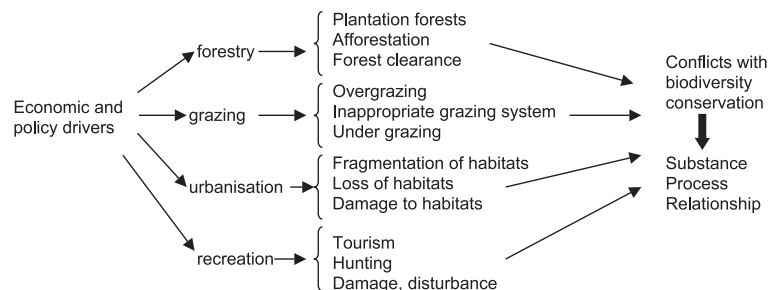 Economic and
policy drivers
forestry
Plantation forests
Afforestation
Forest clearance
grazing
Overgrazing
Inappropriate grazing system
Under grazing
urbanisation
Fragmentation of habitats
Loss of habitats
Damage to habitats
recreation
Tourism
Hunting
Damage, disturbance
Conflicts with
biodiversity
conservation
Substance
Process
Relationship